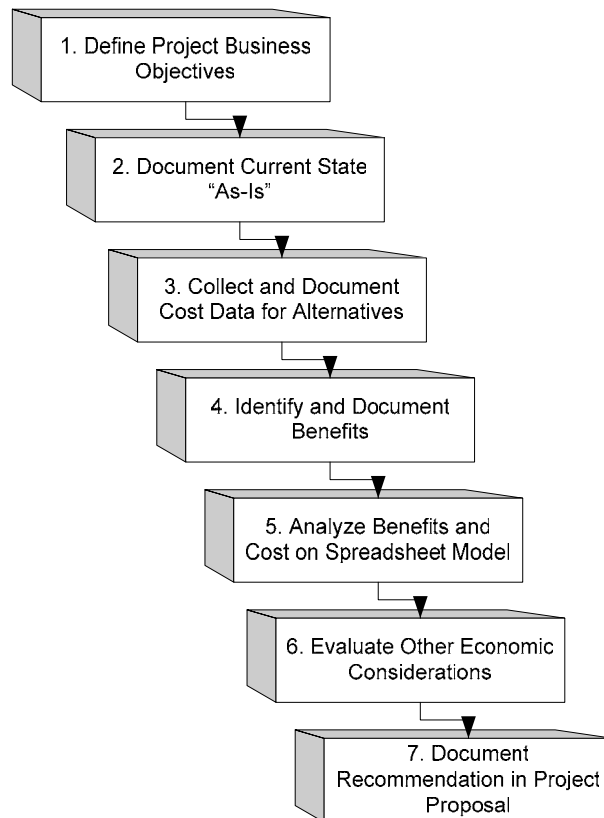 1. Define Project Business
Objectives
2. Document Current State
“As-Is”
3. Collect and Document
Cost Data for Alternatives
4. Identify and Document
Benefits
5. Analyze Benefits and
Cost on Spreadsheet Model
6. Evaluate Other Economic
Considerations
7. Document
Recommendation in Project
Proposal